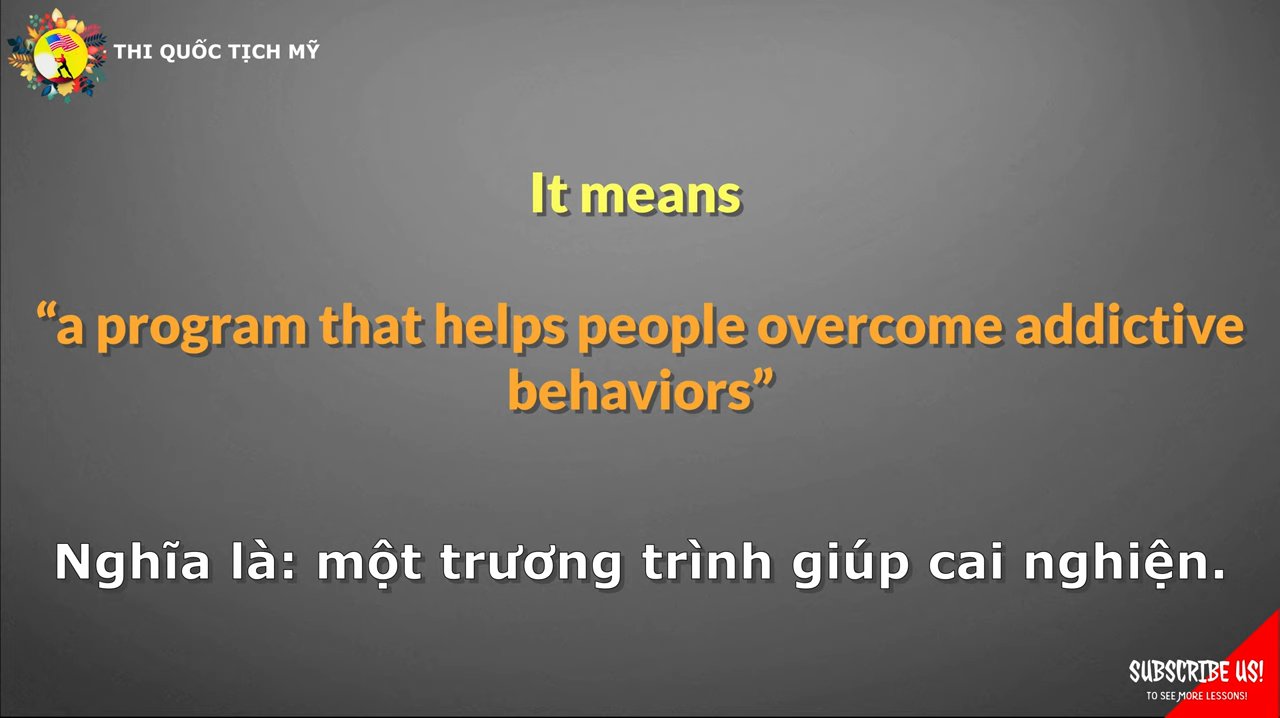 THI QUỐC TỊCH MỸ
It means
“a program that helps people overcome addictive
behaviors”
Nghĩa là: một trương trình giúp cai nghiện.
SUBSCRIBE US!
TO SEE MORE LESSONS!